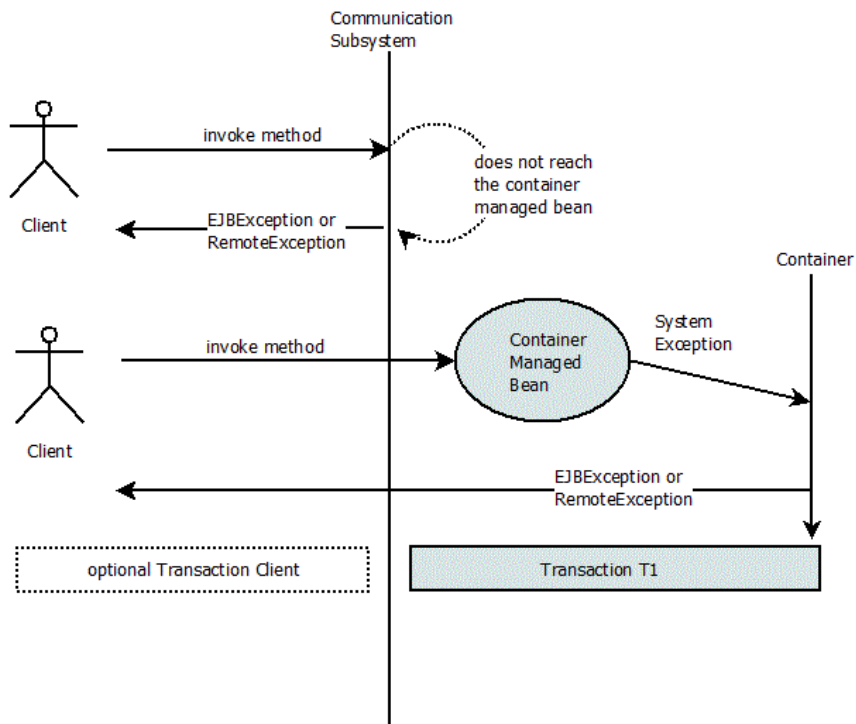 Communication
Subsystem
invoke method
does not reach
the container
managed bean
Client
EJBException or
RemoteException
Container
invoke method
Container
Managed
Bean
System
Exception
Client
EJBException or
RemoteException
optional Transaction Client
Transaction T1